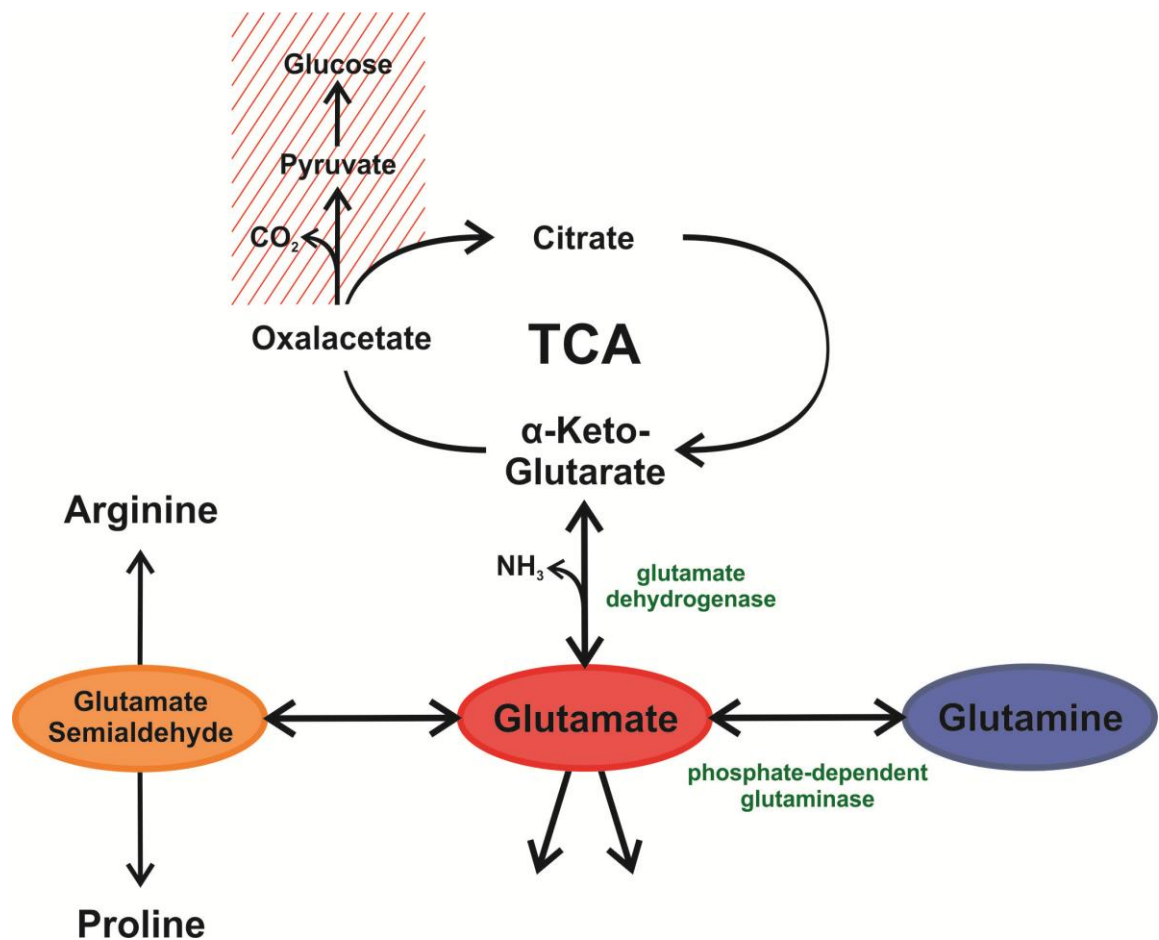 Glucose
Pyruvate
CO₂
Citrate
Oxalacetate
TCA
α-Keto-
Glutarate
Arginine
NH₃
glutamate
dehydrogenase
Glutamate
Semialdehyde
Glutamate
Glutamine
phosphate-dependent
glutaminase
Proline